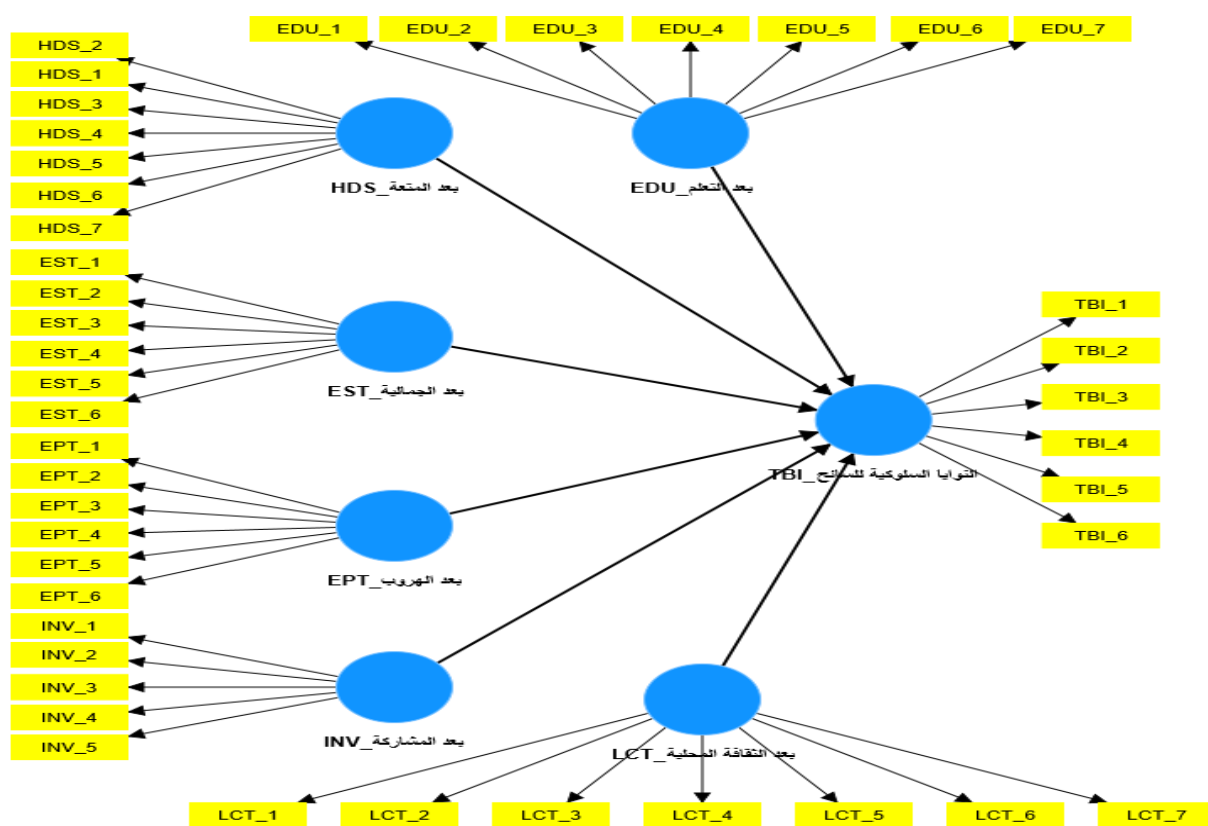 EDU_1
EDU_2
EDU_3
EDU_4
EDU_5
EDU_6
EDU_7
HDS_2
HDS_1
HDS_3
HDS_4
HDS_5
HDS_6
HDS_7
بعد المتعة_HDS
بعد التعلم_EDU
EST_1
EST_2
EST_3
EST_4
EST_5
EST_6
بعد الجمالية_EST
TBI_1
TBI_2
TBI_3
TBI_4
TBI_5
TBI_6
النوايا السلوكية للسائح_TBI
EPT_1
EPT_2
EPT_3
EPT_4
EPT_5
EPT_6
بعد الهروب_EPT
INV_1
INV_2
INV_3
INV_4
INV_5
بعد المشاركة_INV
بعد الثقافة المحلية_LCT
LCT_1
LCT_2
LCT_3
LCT_4
LCT_5
LCT_6
LCT_7